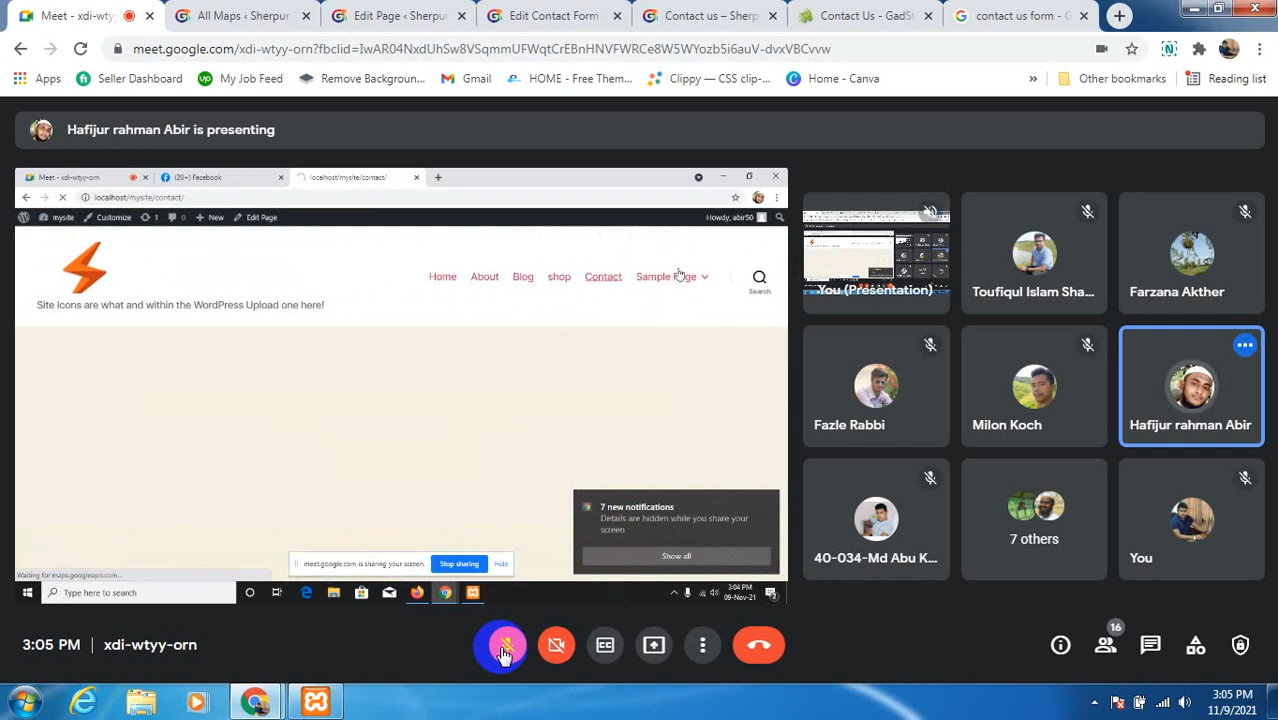 Meet - xdi-wtyy-orn
All Maps ‹ Sherpur
Edit Page ‹ Sherpur
Edit Contact Form
Contact us – Sherp
Contact Us - GadSt
contact us form - G
meet.google.com/xdi-wtyy-orn?fbclid=IwAR04NxdUhSw8VSqmmUFWqtCrEBnHNVFWRCe8W5WYozb5i6auV-dvxVBCvvw
Apps
Seller Dashboard
My Job Feed
Remove Backgroun...
Gmail
HOME - Free Them...
Clippy — CSS clip-...
Home - Canva
»
Other bookmarks
Reading list
Hafijur rahman Abir is presenting
Meet - xdi-wtyy-orn
(20+) Facebook
localhost/mysite/contact/
localhost/mysite/contact/
mysite
Customize
1
0
New
Edit Page
Howdy, abir50
Home
About
Blog
shop
Contact
Sample Page
Search
Site Icons are what and within the WordPress Upload one here!
7 new notifications
Details are hidden while you share your
screen
Show all
meet.google.com is sharing your screen.
Stop sharing
Hide
Waiting for maps.googleapis.com...
Type here to search
3:04 PM
09-Nov-21
2
You (Presentation)
Toufiqul Islam Sha...
Farzana Akther
Fazle Rabbi
Milon Koch
Hafijur rahman Abir
40-034-Md Abu K...
7 others
You
3:05 PM | xdi-wtyy-orn
16
3:05 PM
11/9/2021